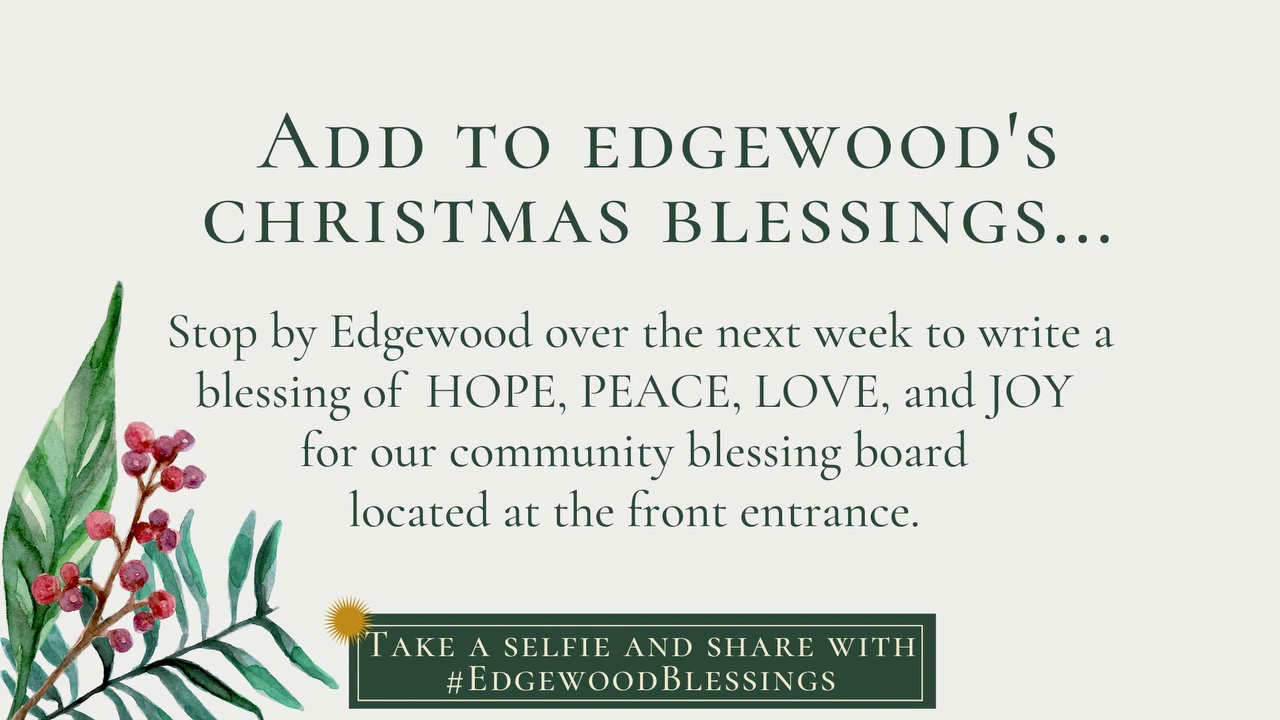 Add to Edgewood's
Christmas Blessings...
Stop by Edgewood over the next week to write a
blessing of HOPE, PEACE, LOVE, and JOY
for our community blessing board
located at the front entrance.
Take a selfie and share with
#EdgewoodBlessings